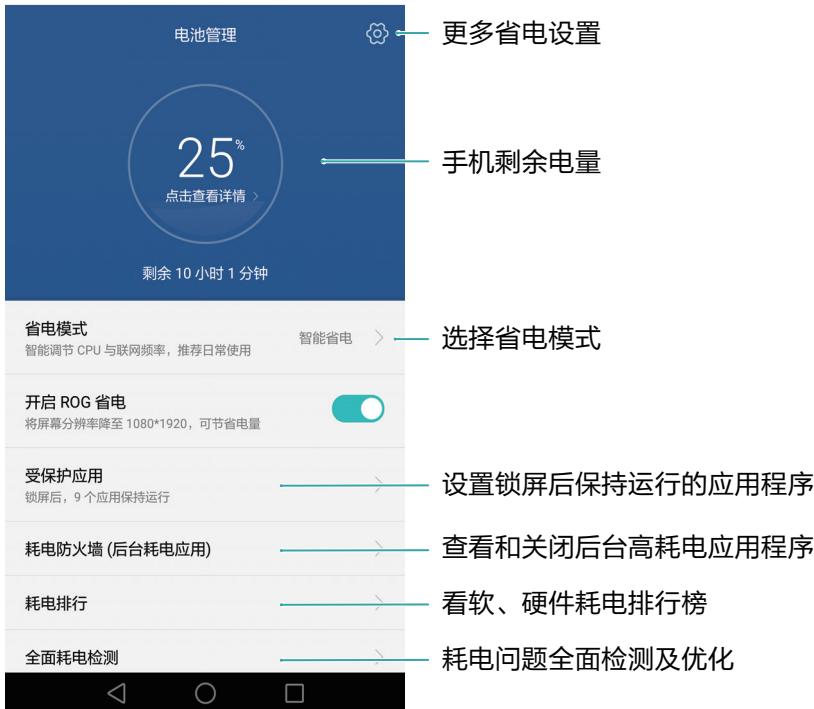 电池管理
更多省电设置
25%
点击查看详情
手机剩余电量
剩余 10 小时 1 分钟
省电模式
智能调节 CPU 与联网频率，推荐日常使用
智能省电
选择省电模式
开启 ROG 省电
将屏幕分辨率降至 1080*1920，可节省电量
受保护应用
锁屏后，9 个应用保持运行
设置锁屏后保持运行的应用程序
耗电防火墙 (后台耗电应用)
查看和关闭后台高耗电应用程序
耗电排行
看软、硬件耗电排行榜
全面耗电检测
耗电问题全面检测及优化